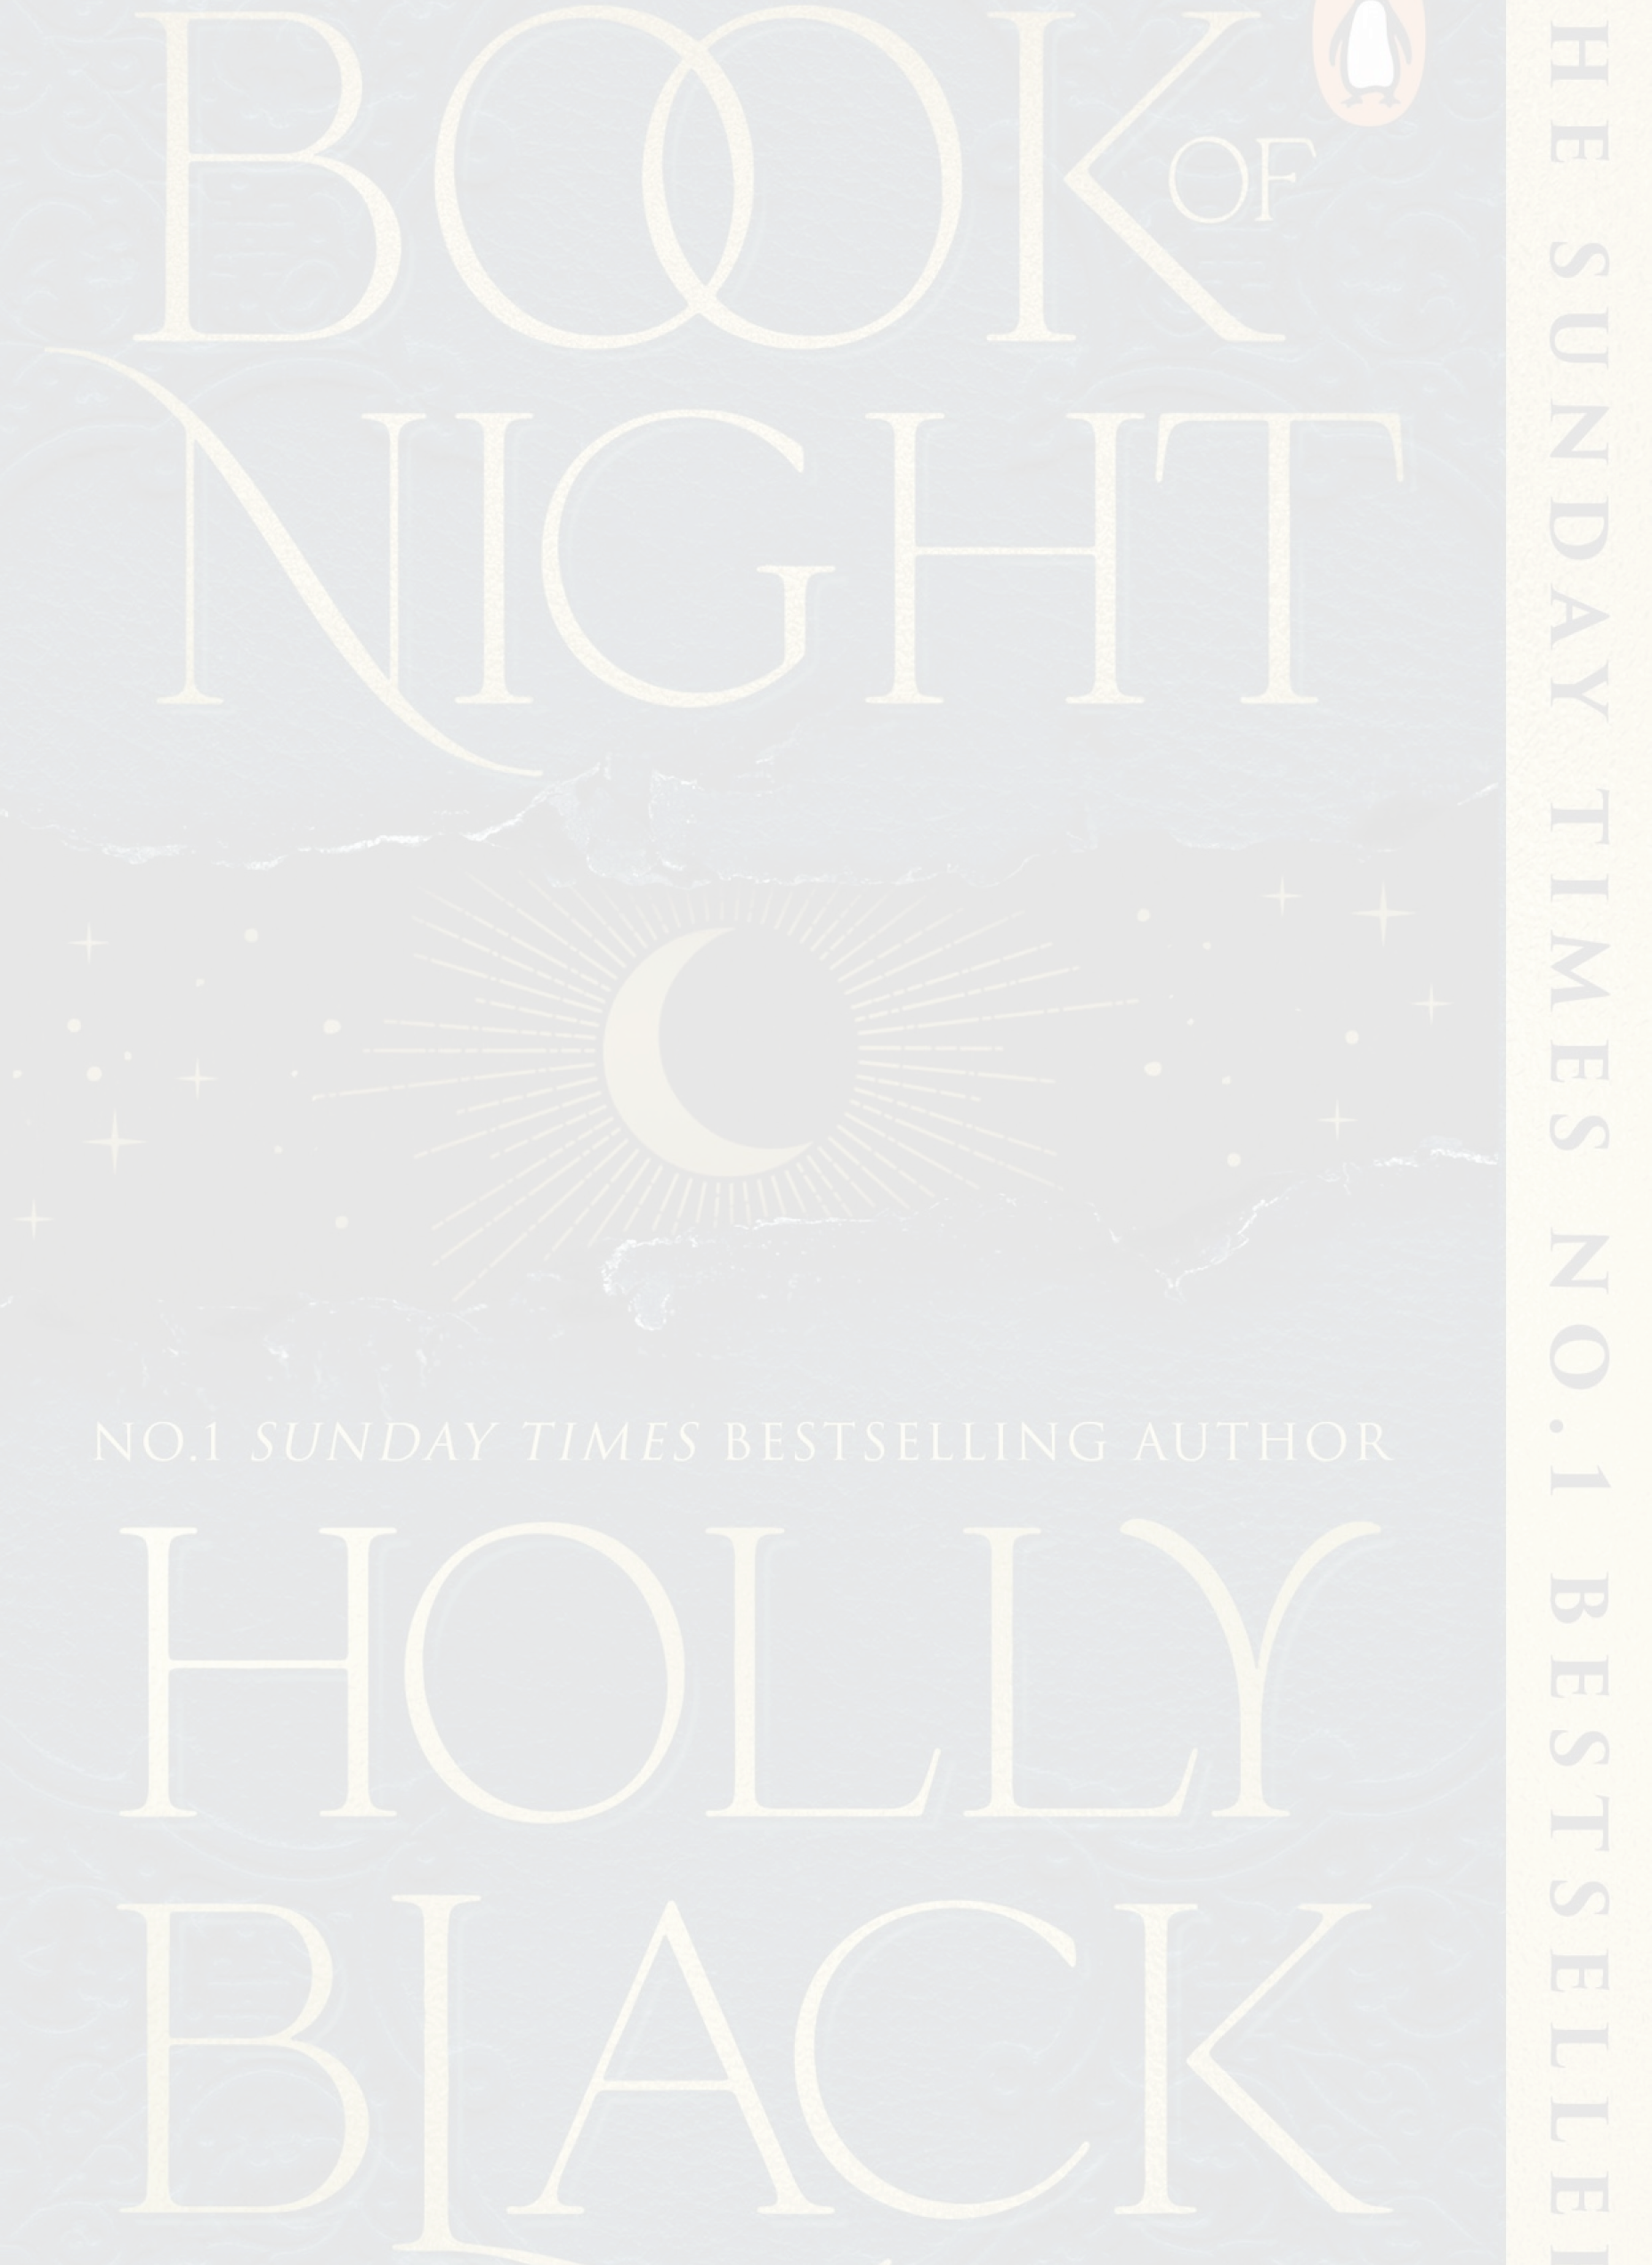 BOOK
OF
NIGHT
NO.1 SUNDAY TIMES BESTSELLING AUTHOR
HOLLY
BLACK
HE SUNDAY TIMES NO.1 BESTSELLE